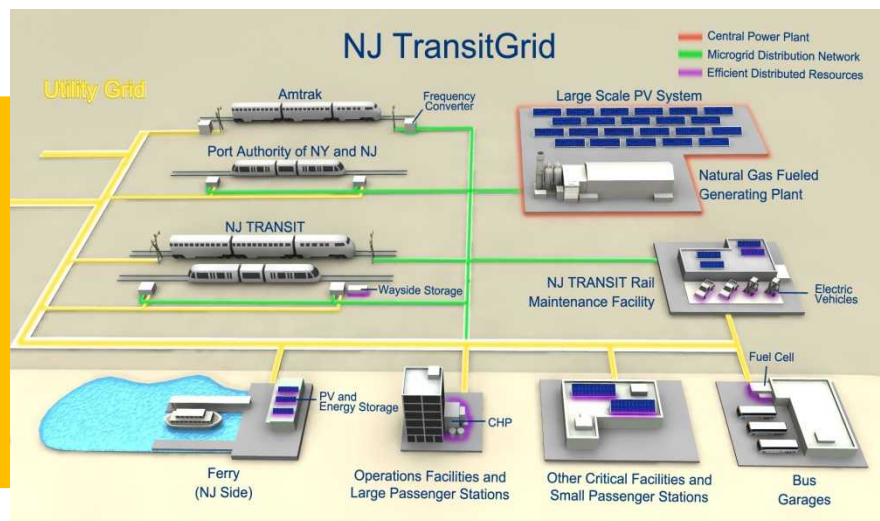 NJ TransitGrid
Central Power Plant
Microgrid Distribution Network
Efficient Distributed Resources
Utility Grid
Amtrak
Frequency
Converter
Large Scale PV System
Port Authority of NY and NJ
Natural Gas Fueled
Generating Plant
NJ TRANSIT
NJ TRANSIT Rail
Maintenance Facility
Electric
Vehicles
Wayside Storage
Fuel Cell
PV and
Energy Storage
CHP
Ferry
(NJ Side)
Operations Facilities and
Large Passenger Stations
Other Critical Facilities and
Small Passenger Stations
Bus
Garages